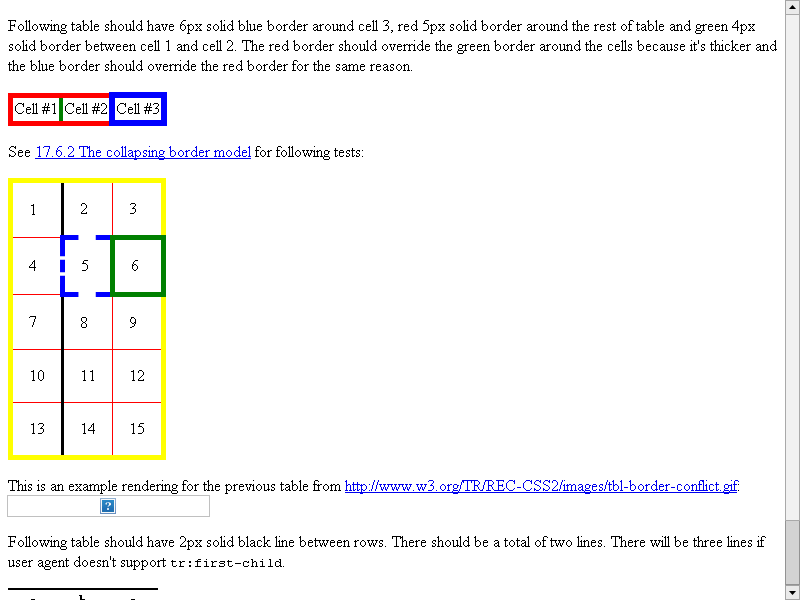 Following table should have 6px solid blue border around cell 3, red 5px solid border around the rest of table and green 4px
solid border between cell 1 and cell 2. The red border should override the green border around the cells because it's thicker and
the blue border should override the red border for the same reason.
Cell #1 Cell #2 Cell #3
See 17.6.2 The collapsing border model for following tests:
1 2 3
4 5 6
7 8 9
10 11 12
13 14 15
This is an example rendering for the previous table from http://www.w3.org/TR/REC-CSS2/images/tbl-border-conflict.gif:
Following table should have 2px solid black line between rows. There should be a total of two lines. There will be three lines if
user agent doesn't support tr:first-child.